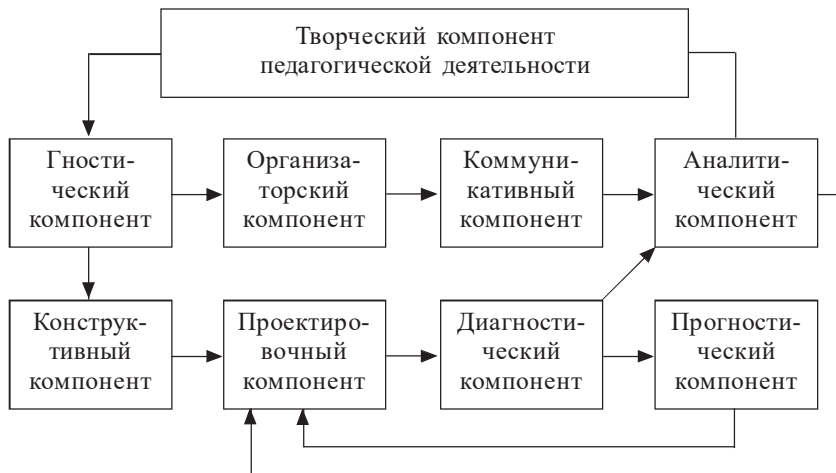 Творческий компонент
педагогической деятельности
Гности-
ческий
компонент
Организа-
торский
компонент
Коммуни-
кативный
компонент
Аналити-
ческий
компонент
Конструк-
тивный
компонент
Проектиро-
вочный
компонент
Диагности-
ческий
компонент
Прогности-
ческий
компонент